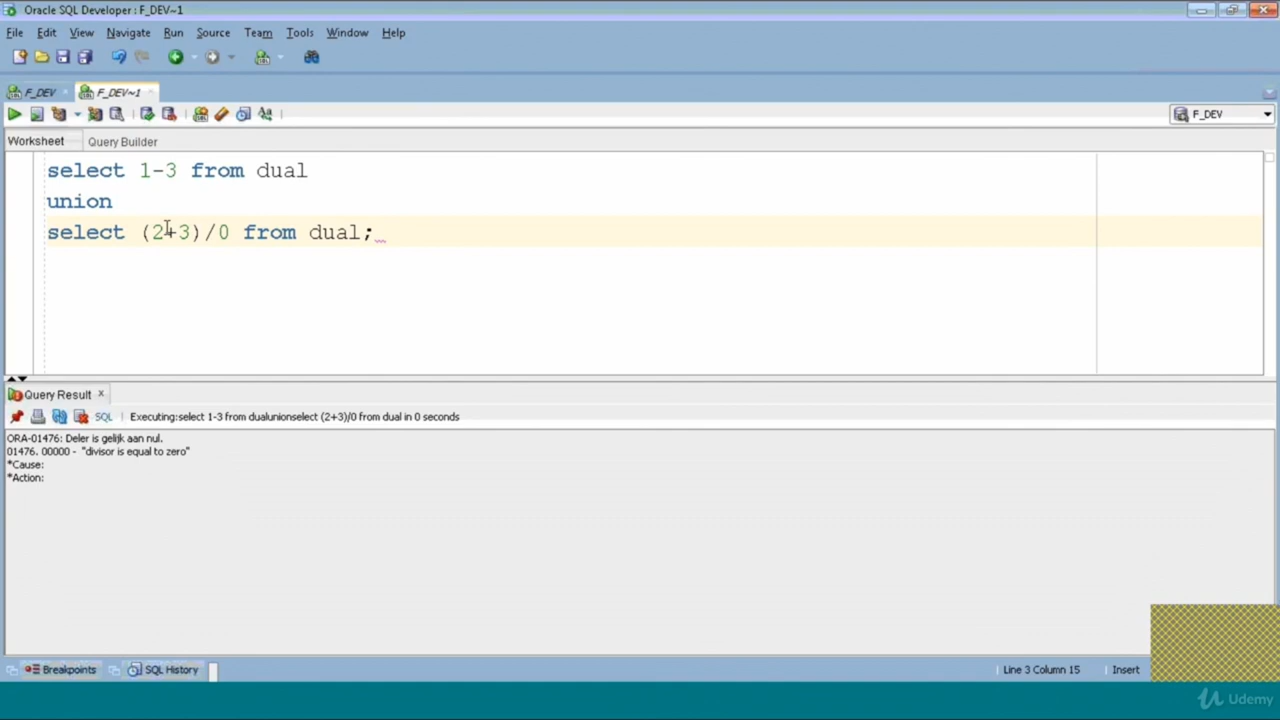 Oracle SQL Developer : F_DEV~1
File Edit View Navigate Run Source Team Tools Window Help
F_DEV F_DEV~1
F_DEV
Worksheet Query Builder
select 1-3 from dual
union
select (2+3)/0 from dual;
Query Result
SQL Executing:select 1-3 from dualunionselect (2+3)/0 from dual in 0 seconds
ORA-01476: Deler is gelijk aan nul.
01476. 00000 - "divisor is equal to zero"
*Cause:
*Action:
Breakpoints SQL History Line 3 Column 15 Insert
Udemy